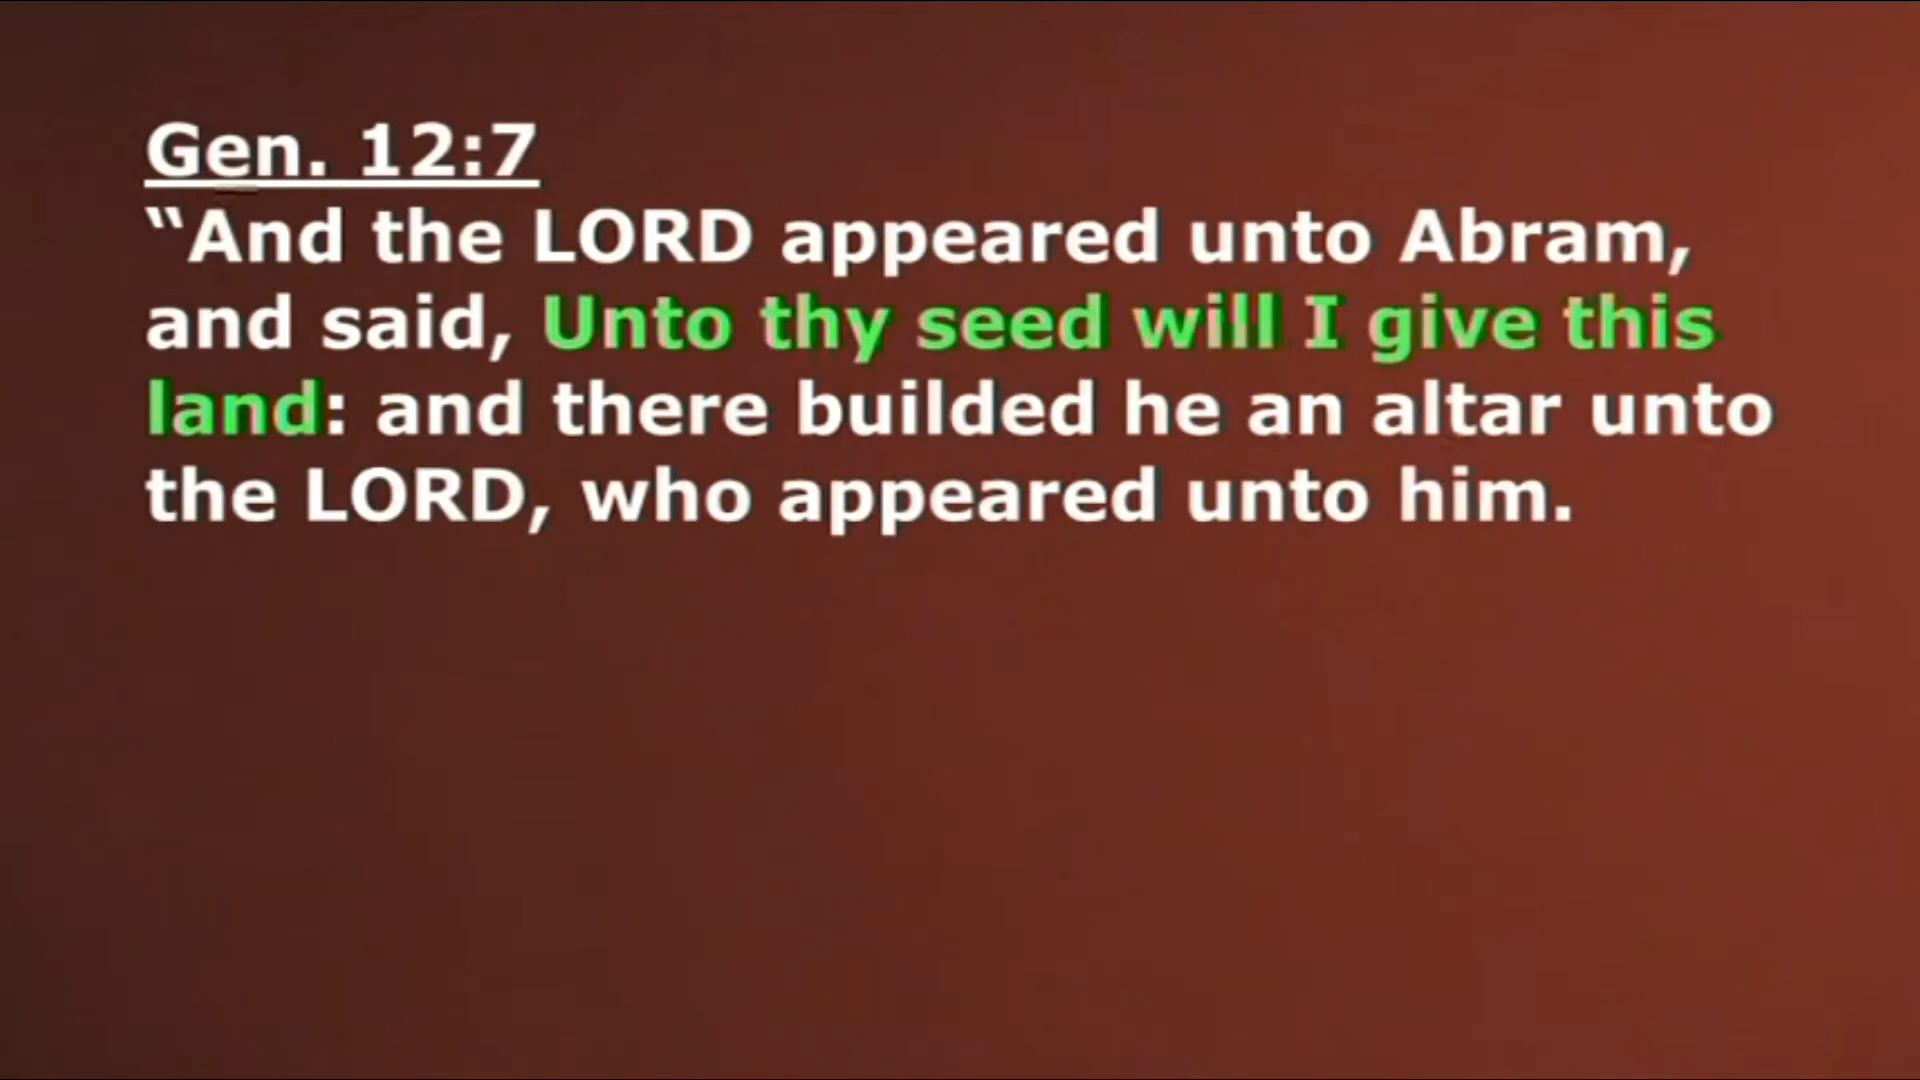 Gen. 12:7
“And the LORD appeared unto Abram,
and said, Unto thy seed will I give this
land: and there builded he an altar unto
the LORD, who appeared unto him.